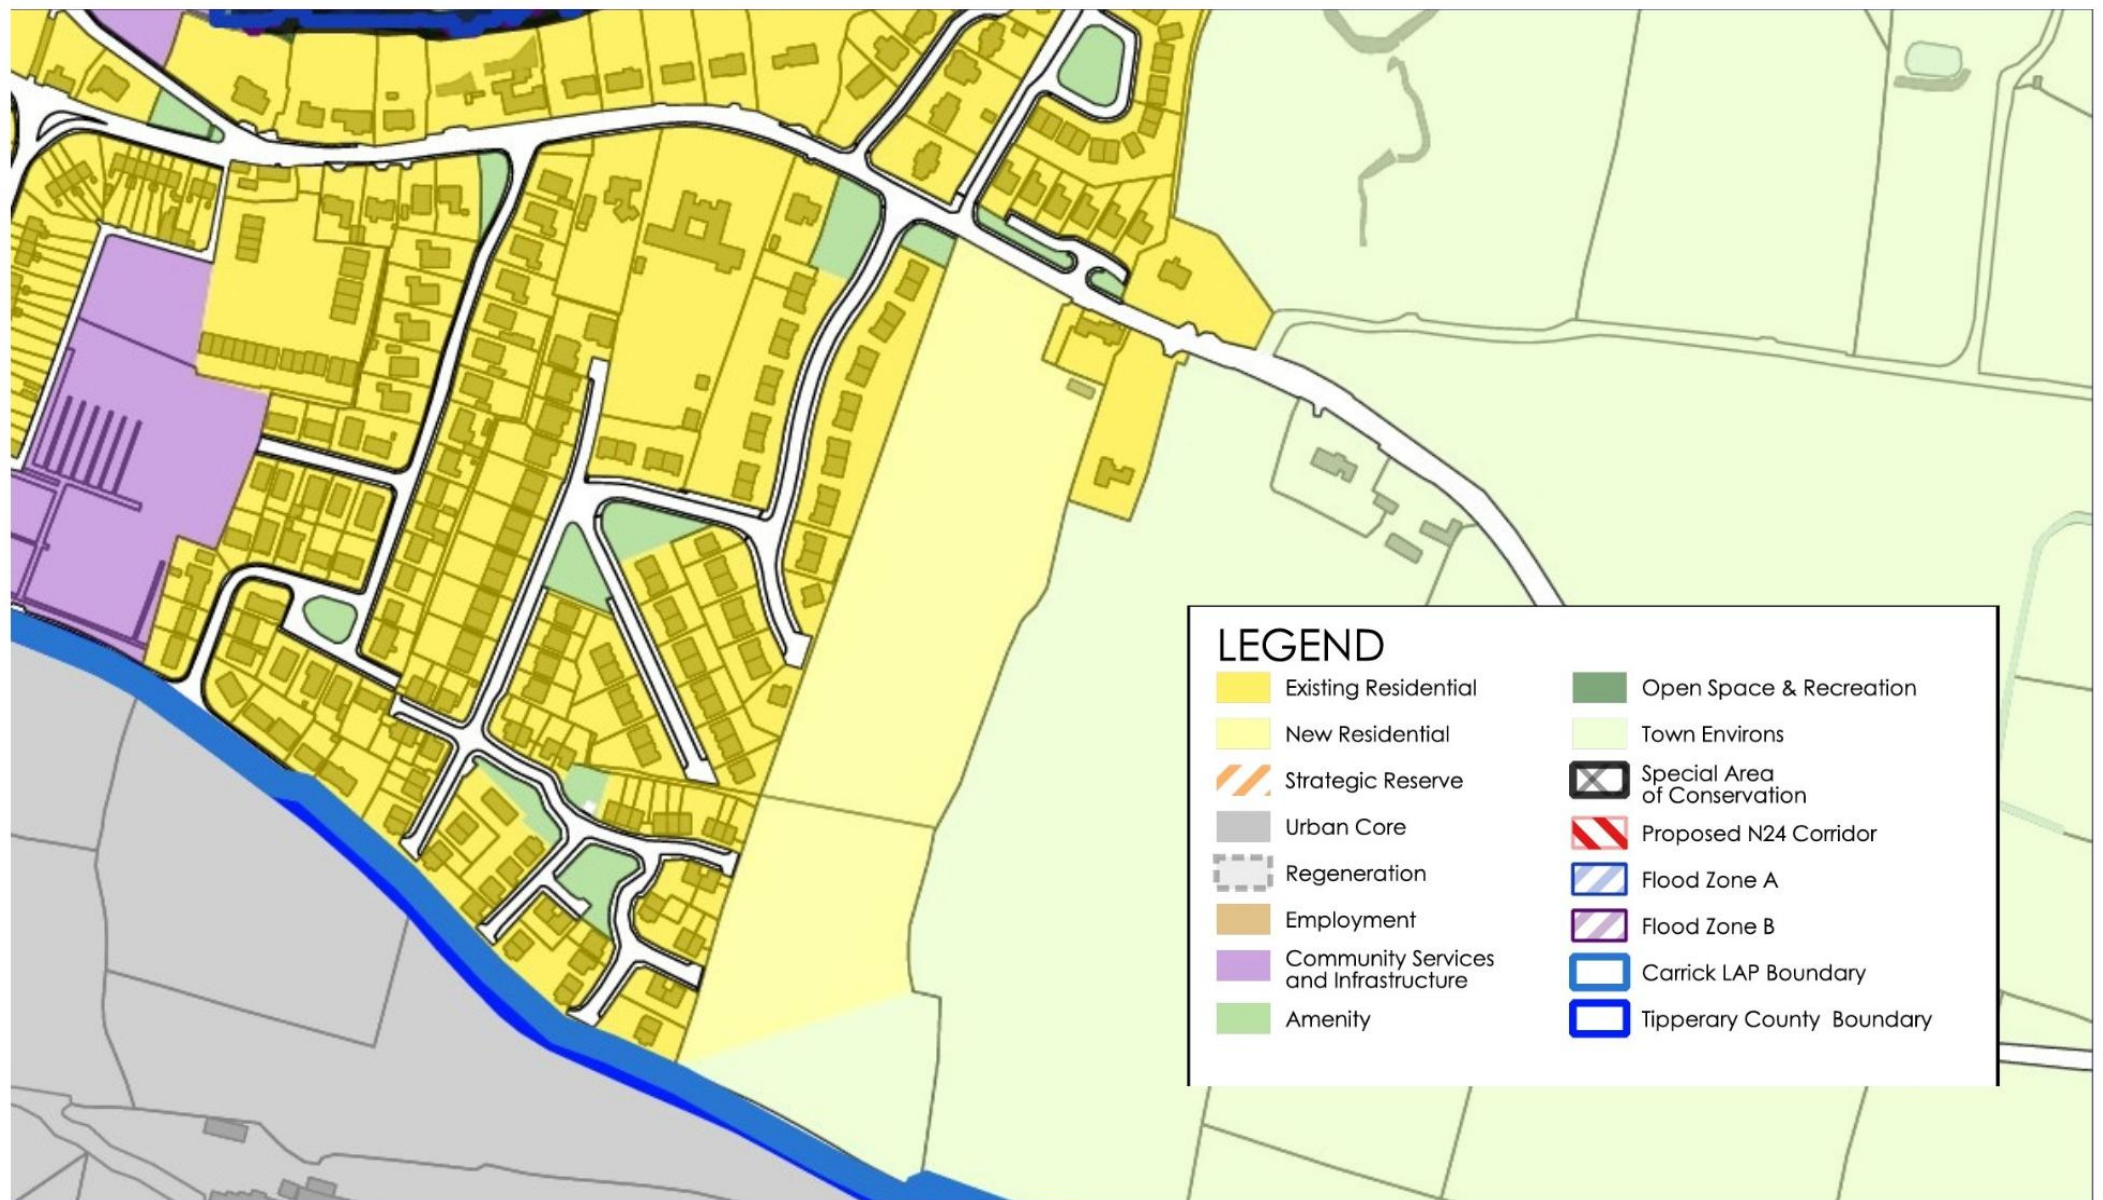 LEGEND
Existing Residential
New Residential
Strategic Reserve
Urban Core
Regeneration
Employment
Community Services
and Infrastructure
Amenity
Open Space & Recreation
Town Environs
Special Area
of Conservation
Proposed N24 Corridor
Flood Zone A
Flood Zone B
Carrick LAP Boundary
Tipperary County Boundary